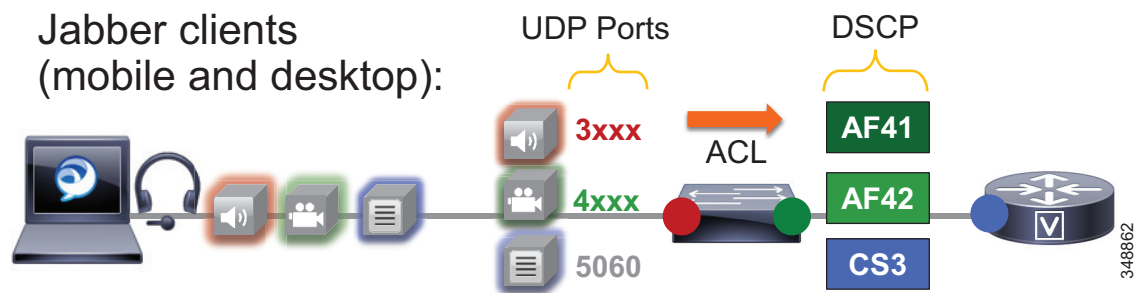 Jabber clients
(mobile and desktop):
UDP Ports
DSCP
3xxx
ACL
AF41
4xxx
AF42
V
5060
CS3
348862